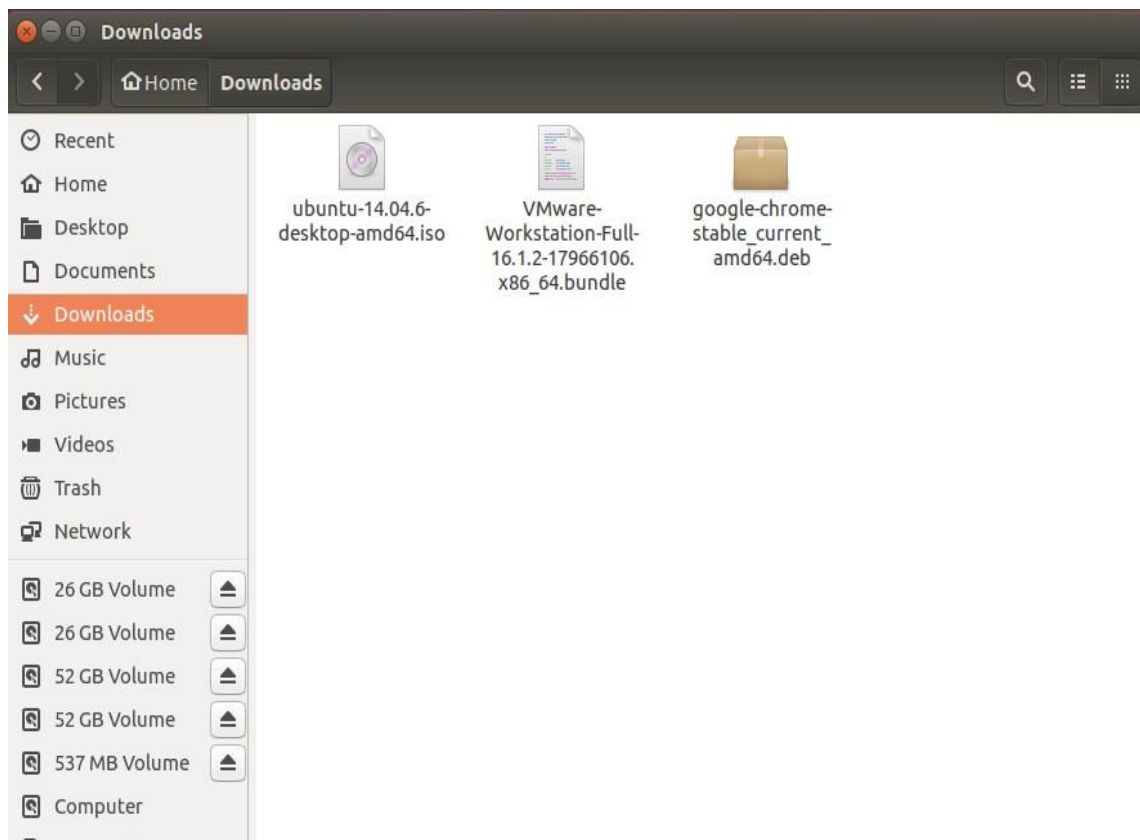 Downloads
Home Downloads
Recent
Home
Desktop
Documents
Downloads
Music
Pictures
Videos
Trash
Network
26 GB Volume
26 GB Volume
52 GB Volume
52 GB Volume
537 MB Volume
Computer
ubuntu-14.04.6-
desktop-amd64.iso
VMware-
Workstation-Full-
16.1.2-17966106.
x86_64.bundle
google-chrome-
stable_current_
amd64.deb